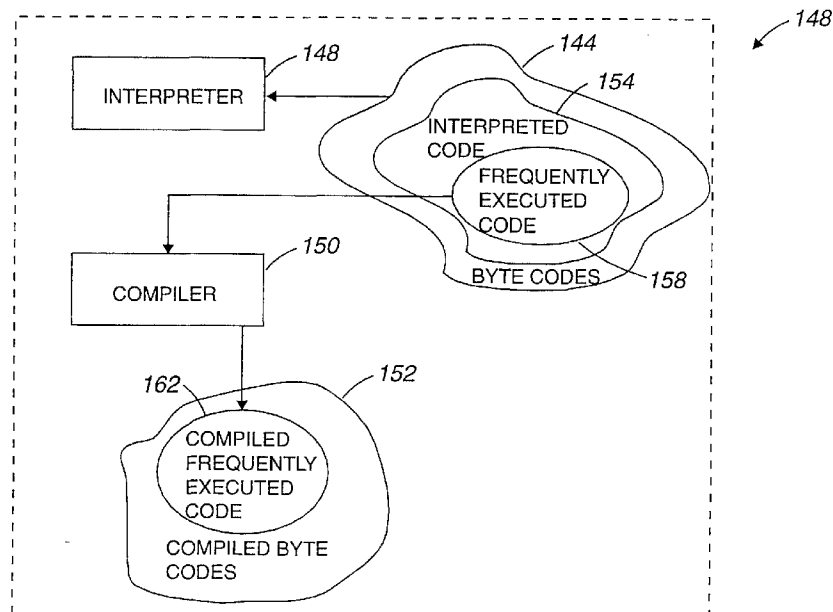 148
144
148
154
INTERPRETER
INTERPRETED
CODE
FREQUENTLY
EXECUTED
CODE
150
BYTE CODES
158
COMPILER
152
162
COMPILED
FREQUENTLY
EXECUTED
CODE
COMPILED BYTE
CODES